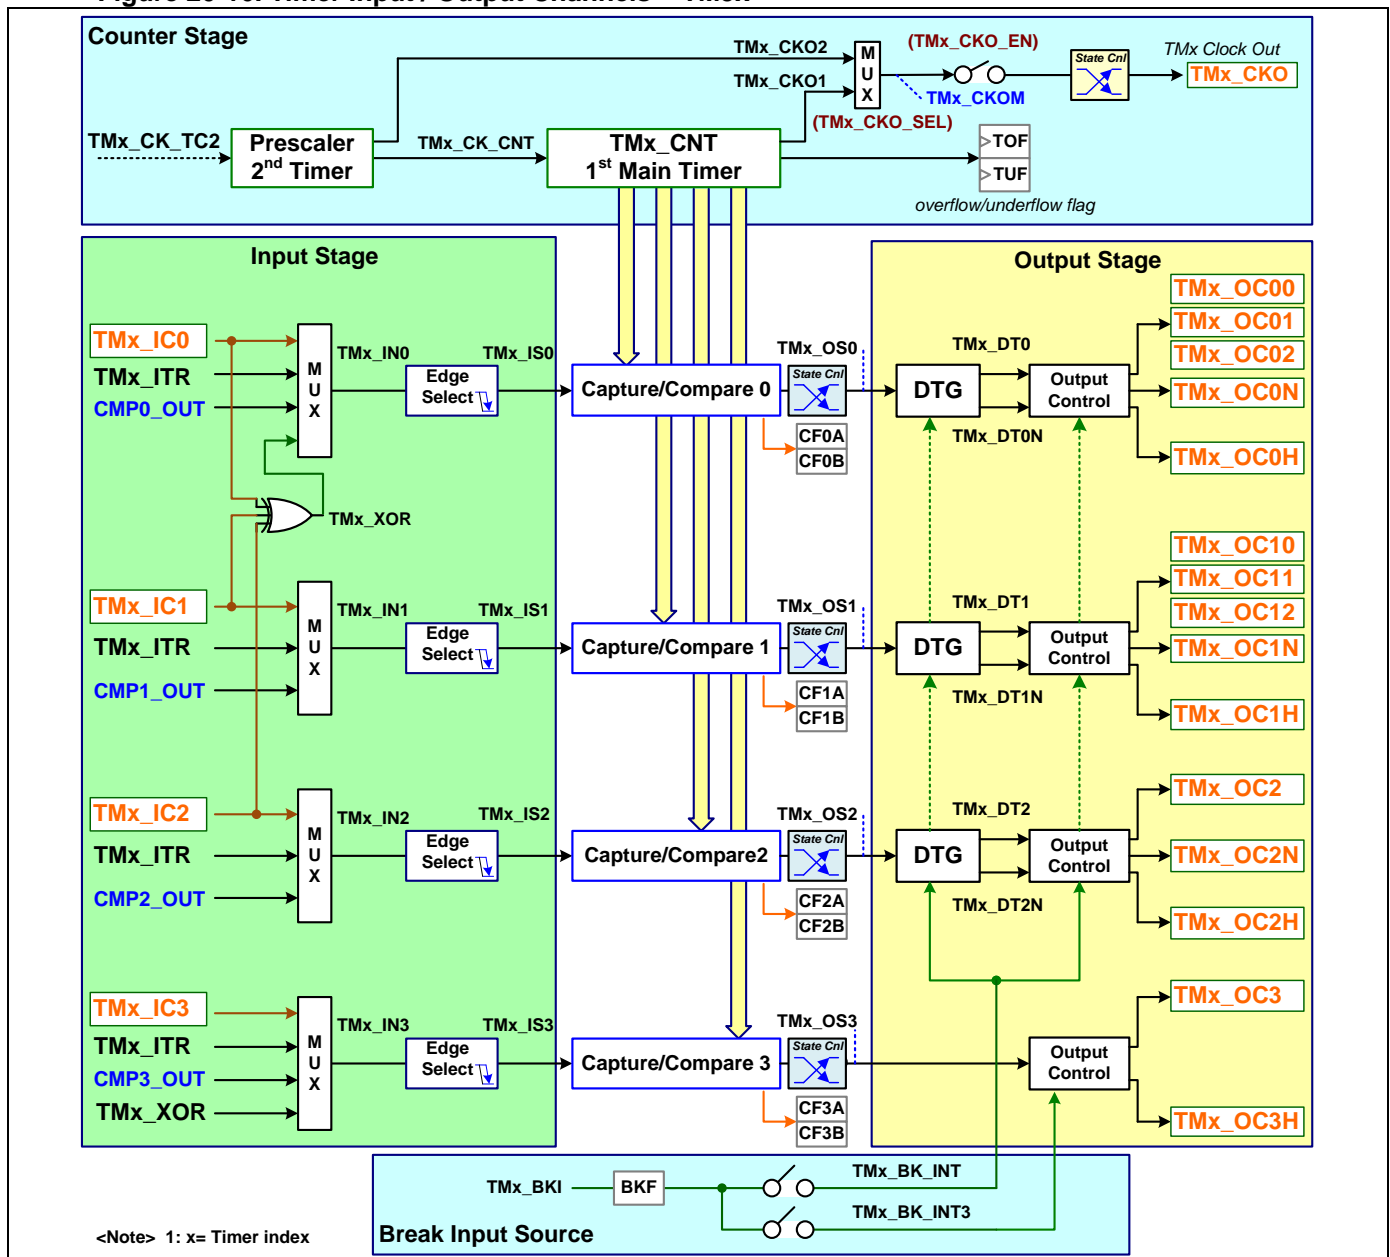 Counter Stage
TMx_CKO2
(TMx_CKO_EN)
TMx Clock Out
State Cnl
MUX
TMx_CKO
TMx_CKO1
TMx_CKOM
(TMx_CKO_SEL)
TMx_CK_TC2
Prescaler
2nd Timer
TMx_CK_CNT
TMx_CNT
1st Main Timer
TOF
TUF
overflow/underflow flag
Input Stage
Output Stage
TMx_IC0
TMx_ITR
CMP0_OUT
MUX
TMx_IN0
Edge
Select
TMx_IS0
Capture/Compare 0
TMx_OS0
State Cnl
CF0A
CF0B
DTG
TMx_DT0
TMx_DT0N
Output
Control
TMx_OC00
TMx_OC01
TMx_OC02
TMx_OC0N
TMx_OC0H
TMx_XOR
TMx_IC1
TMx_ITR
CMP1_OUT
MUX
TMx_IN1
Edge
Select
TMx_IS1
Capture/Compare 1
TMx_OS1
State Cnl
CF1A
CF1B
DTG
TMx_DT1
TMx_DT1N
Output
Control
TMx_OC10
TMx_OC11
TMx_OC12
TMx_OC1N
TMx_OC1H
TMx_IC2
TMx_ITR
CMP2_OUT
MUX
TMx_IN2
Edge
Select
TMx_IS2
Capture/Compare2
TMx_OS2
State Cnl
CF2A
CF2B
DTG
TMx_DT2
TMx_DT2N
Output
Control
TMx_OC2
TMx_OC2N
TMx_OC2H
TMx_IC3
TMx_ITR
CMP3_OUT
TMx_XOR
MUX
TMx_IN3
Edge
Select
TMx_IS3
Capture/Compare 3
TMx_OS3
State Cnl
CF3A
CF3B
Output
Control
TMx_OC3
TMx_OC3H
TMx_BKI
BKF
TMx_BK_INT
TMx_BK_INT3
Break Input Source
<Note> 1: x= Timer index